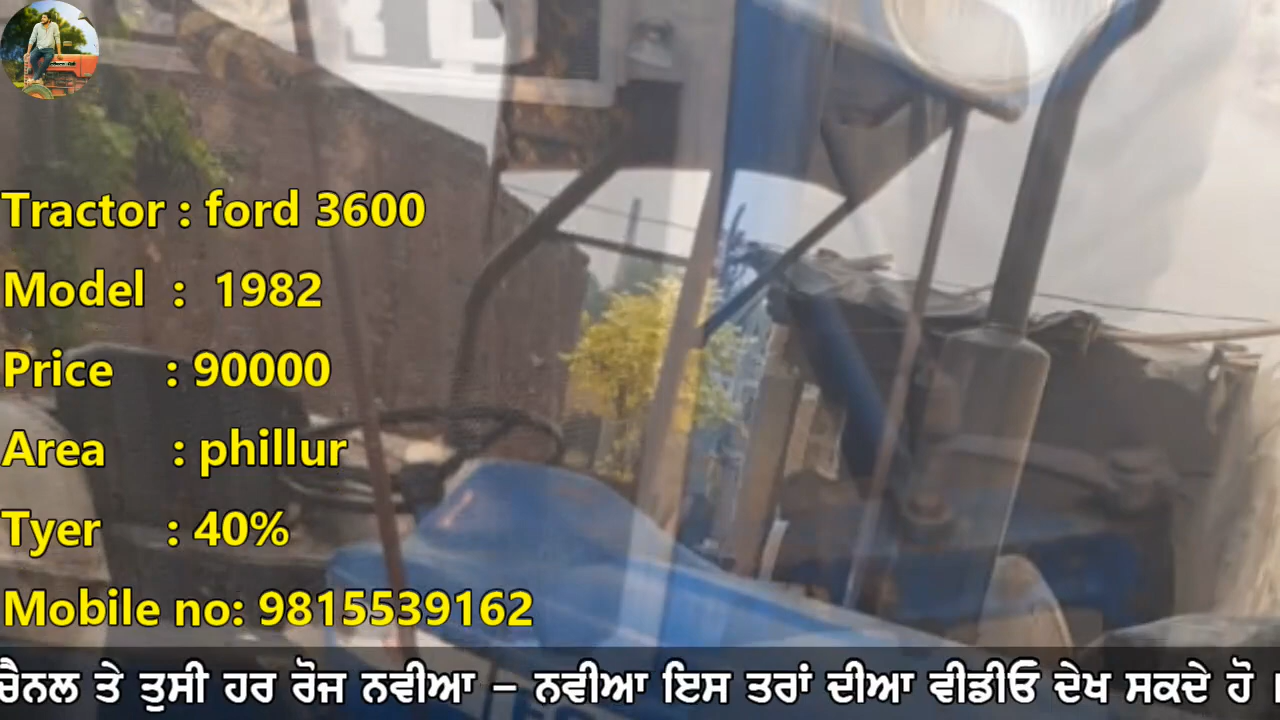 Tractor : ford 3600
Model : 1982
Price : 90000
Area : phillur
Tyer : 40%
Mobile no: 9815539162
ਚੈਨਲ ਤੇ ਤੁਸੀ ਹਰ ਰੋਜ ਨਵੀਆ – ਨਵੀਆ ਇਸ ਤਰਾਂ ਦੀਆ ਵੀਡੀਓ ਦੇਖ ਸਕਦੇ ਹੋ ।